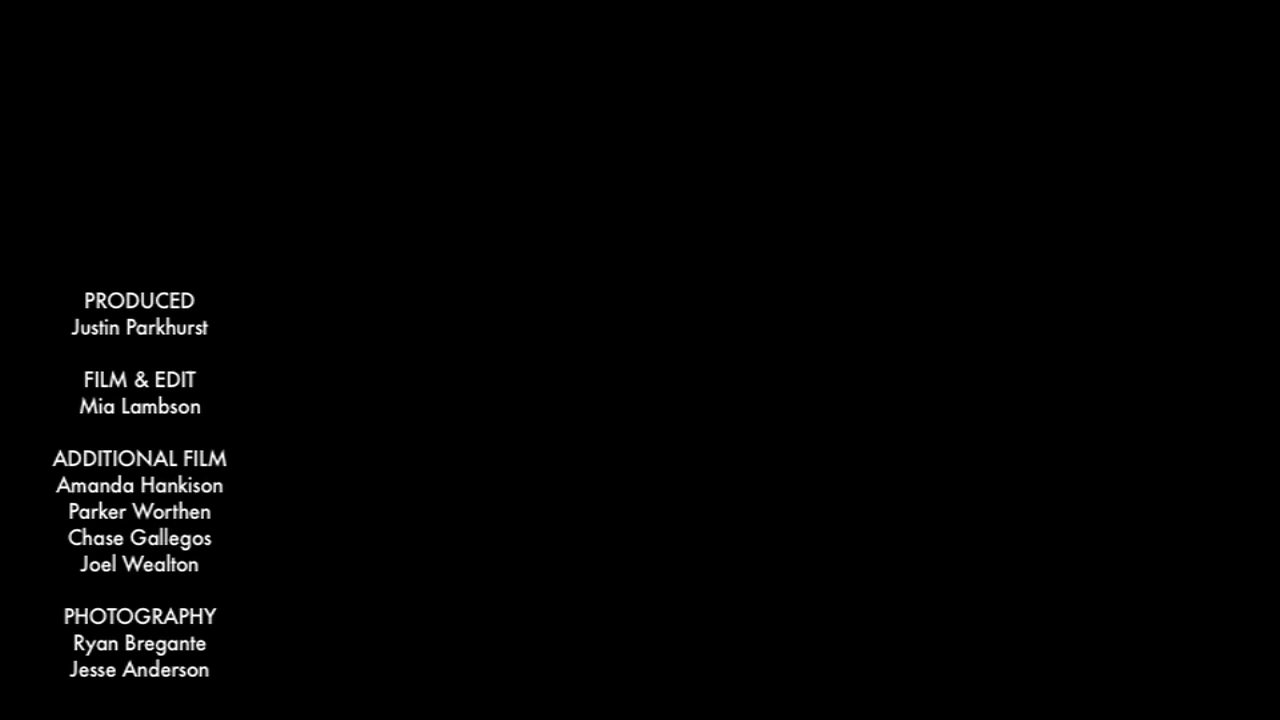 PRODUCED
Justin Parkhurst
FILM & EDIT
Mia Lambson
ADDITIONAL FILM
Amanda Hankison
Parker Worthen
Chase Gallegos
Joel Wealton
PHOTOGRAPHY
Ryan Bregante
Jesse Anderson